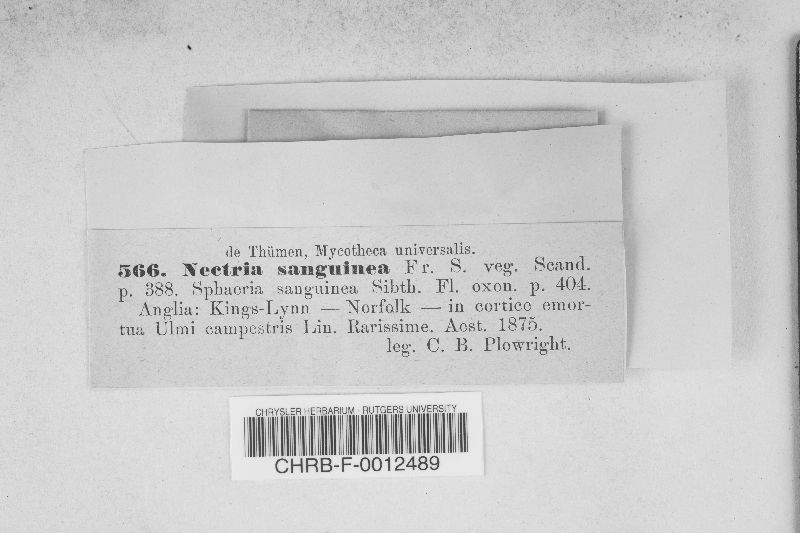 de Thümen, Mycotheca universalis.
566. Nectria sanguinea Fr. S. veg. Scand.
p. 388. Sphaeria sanguinea Sibth. Fl. oxon. p. 404.
Anglia: Kings-Lynn — Norfolk — in cortice emor-
tua Ulmi campestris Lin. Rarissime. Aest. 1875.
leg. C. B. Plowright.
CHRYSLER HERBARIUM - RUTGERS UNIVERSITY
CHRB-F-0012489